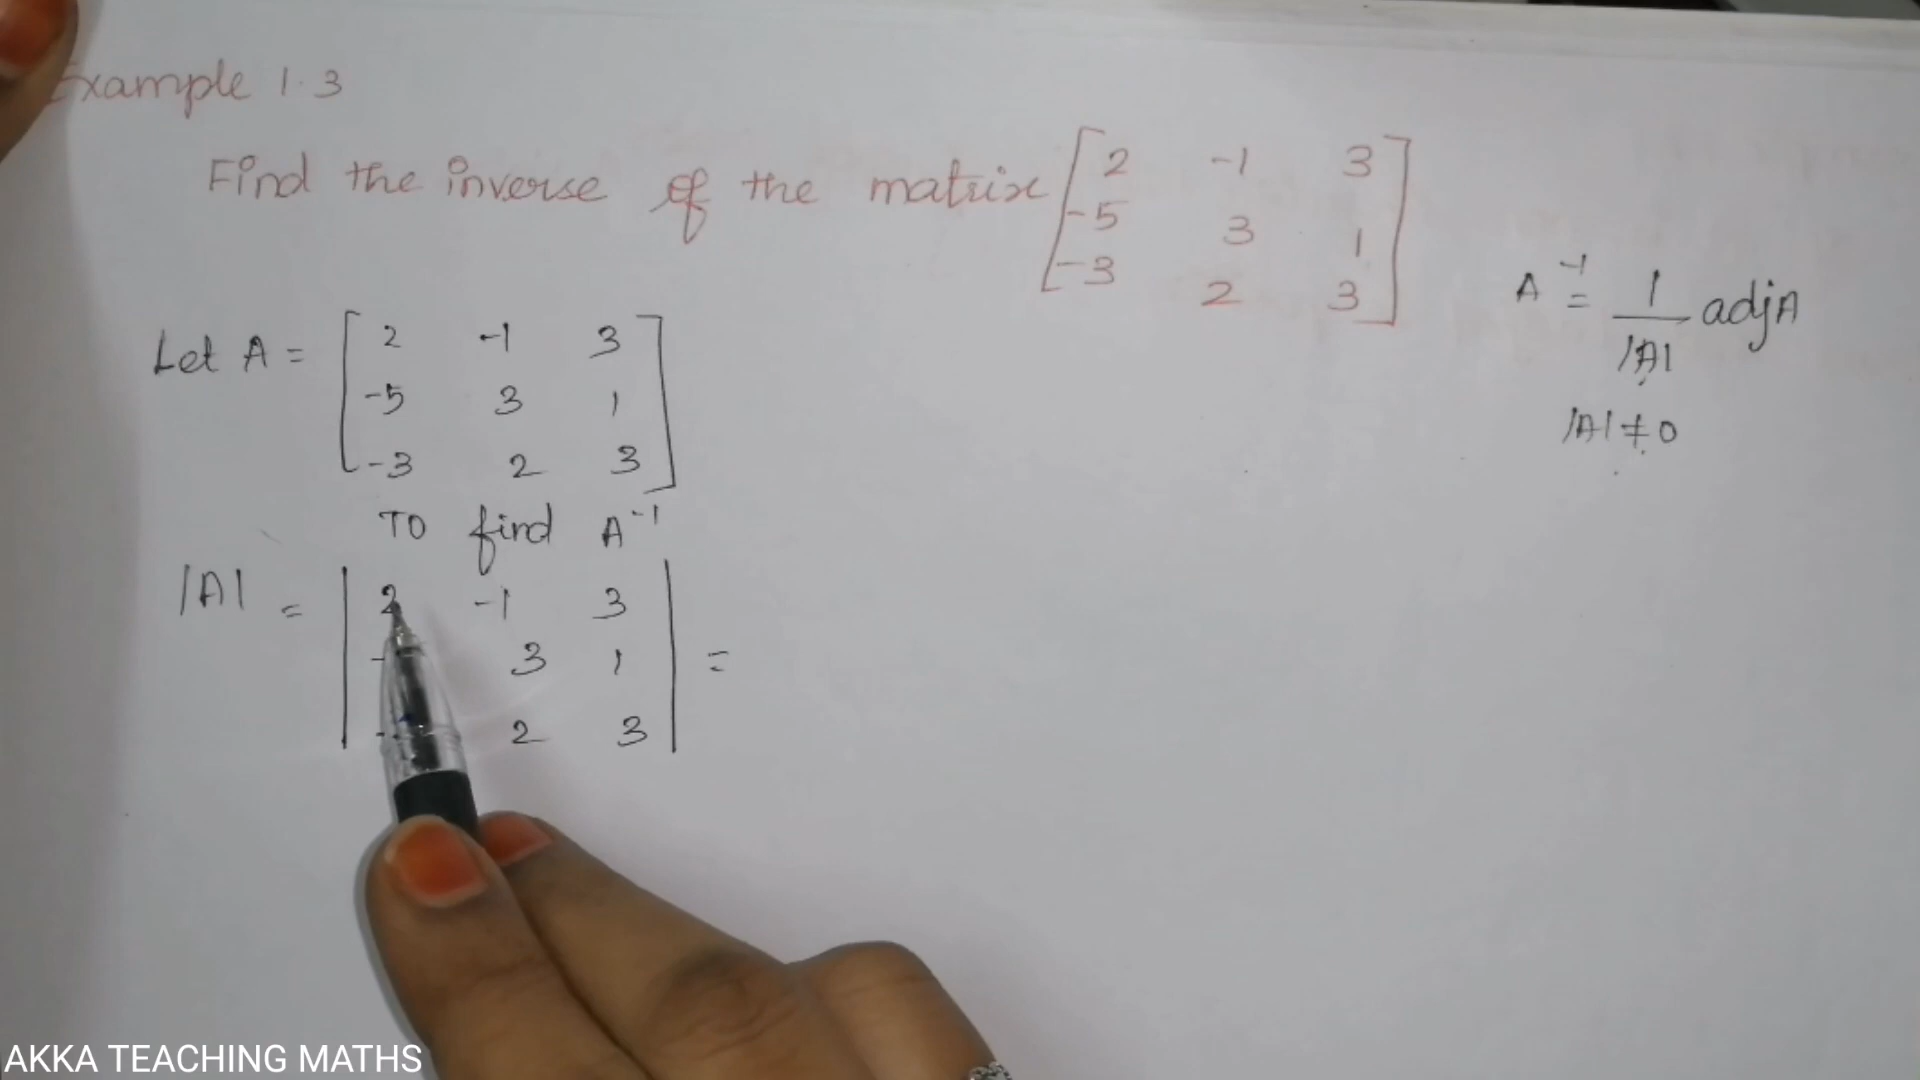 Example 1.3
Find the inverse of the matrix [ 2 -1 3
-5 3 1
-3 2 3 ]
A⁻¹ = 1/|A| adjA
|A| ≠ 0
Let A = [ 2 -1 3
-5 3 1
-3 2 3 ]
TO find A⁻¹
|A| = | 2 -1 3
3 1 | =
2 3
AKKA TEACHING MATHS